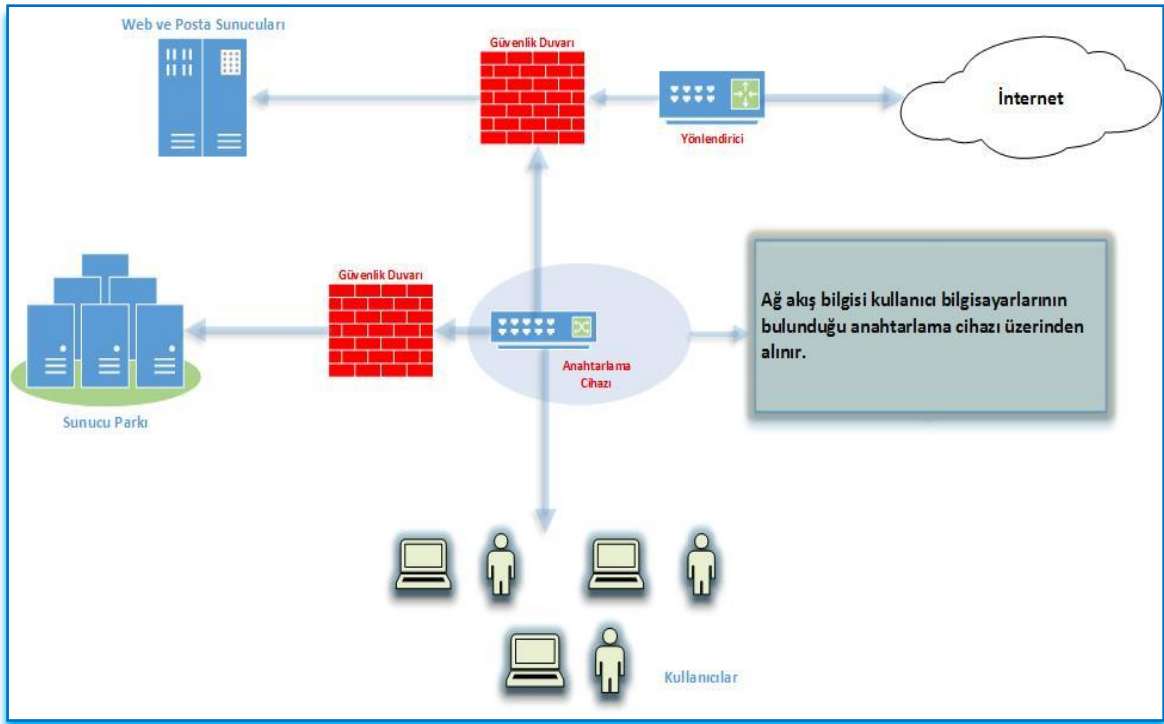 Web ve Posta Sunucuları
Güvenlik Duvarı
Yönlendirici
İnternet
Güvenlik Duvarı
Anahtarlama
Cihazı
Ağ akış bilgisi kullanıcı bilgisayarlarının
bulunduğu anahtarlama cihazı üzerinden
alınır.
Sunucu Parkı
Kullanıcılar